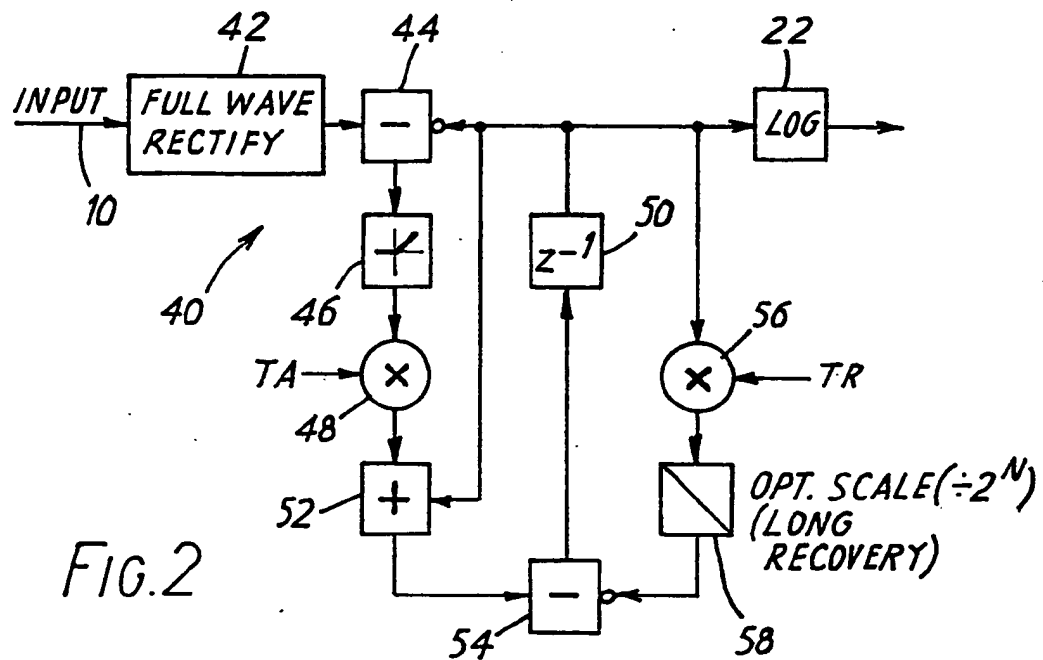 42
44
22
INPUT
FULL WAVE
RECTIFY
−
LOG
10
50
z⁻¹
46
40
56
TA
×
×
TR
48
52
+
OPT. SCALE(÷2ᴺ)
(LONG
RECOVERY)
FIG.2
−
54
58